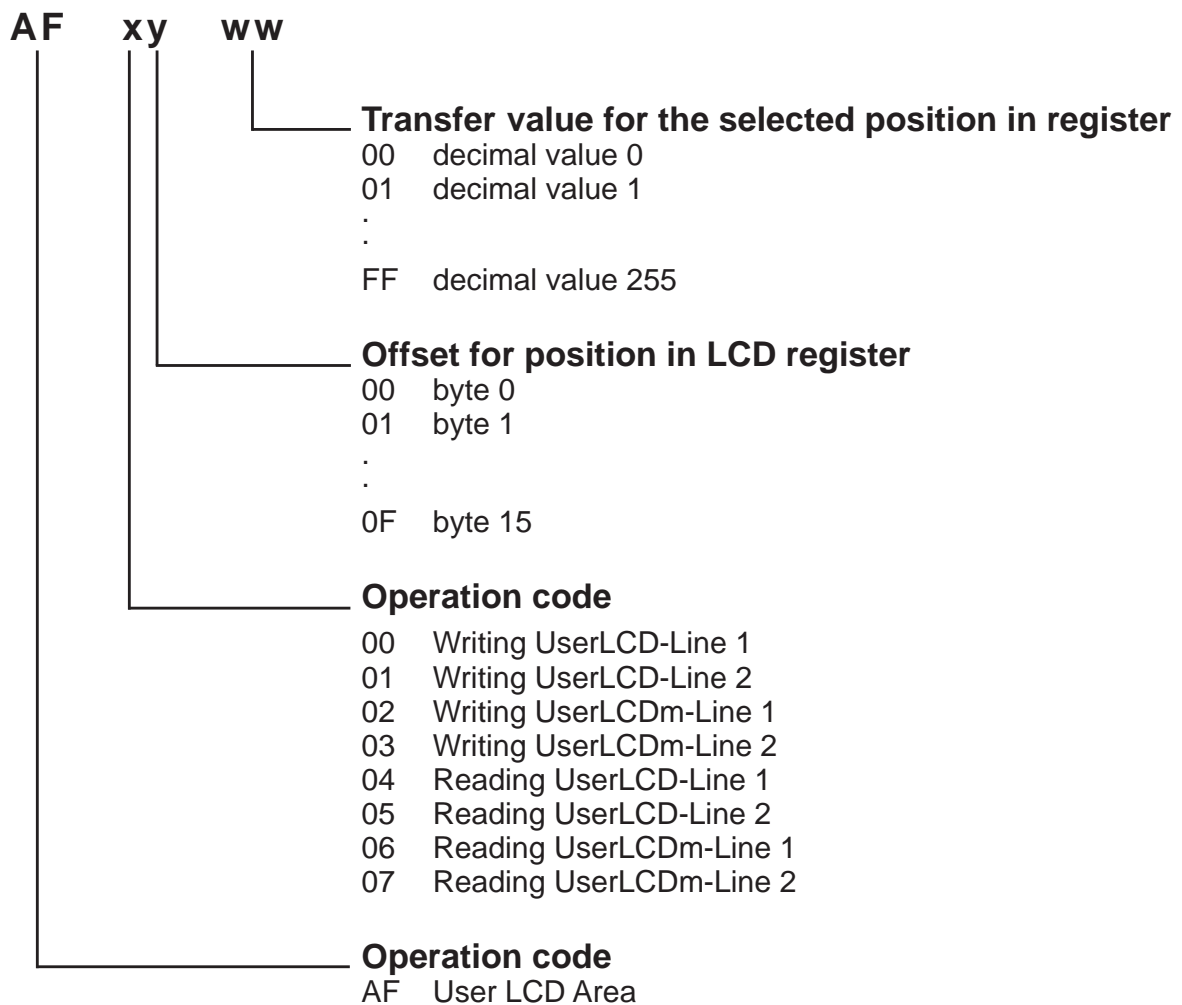 AF xy ww
Transfer value for the selected position in register
00 decimal value 0
01 decimal value 1
.
.
FF decimal value 255
Offset for position in LCD register
00 byte 0
01 byte 1
.
.
0F byte 15
Operation code
00 Writing UserLCD-Line 1
01 Writing UserLCD-Line 2
02 Writing UserLCDm-Line 1
03 Writing UserLCDm-Line 2
04 Reading UserLCD-Line 1
05 Reading UserLCD-Line 2
06 Reading UserLCDm-Line 1
07 Reading UserLCDm-Line 2
Operation code
AF User LCD Area